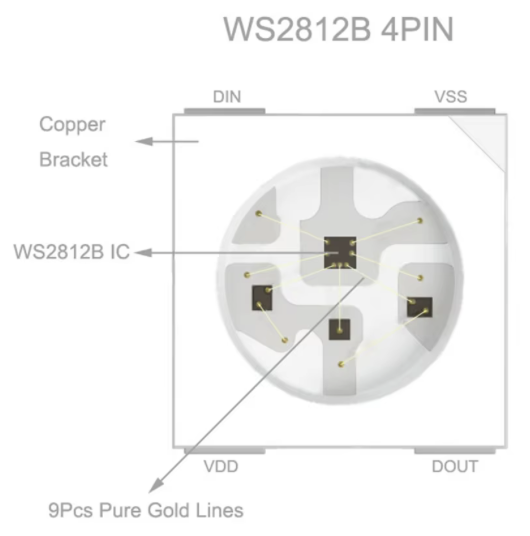 WS2812B 4PIN
DIN
VSS
Copper
Bracket
WS2812B IC
VDD
DOUT
9Pcs Pure Gold Lines